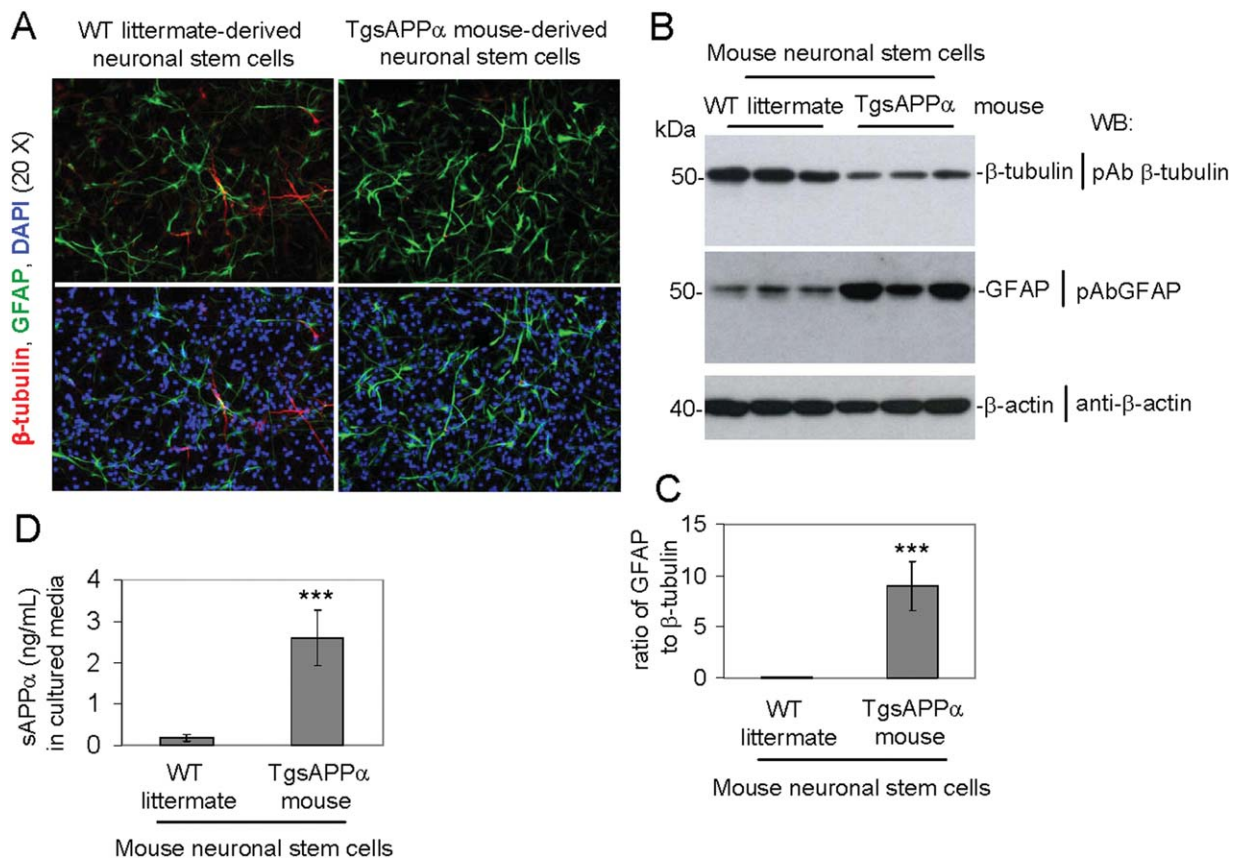 A
WT littermate-derived
neuronal stem cells
TgsAPPα mouse-derived
neuronal stem cells
β-tubulin, GFAP, DAPI (20 X)
B
Mouse neuronal stem cells
WT littermate TgsAPPα mouse
kDa
WB:
50- -β-tubulin | pAb β-tubulin
50- -GFAP | pAbGFAP
40- -β-actin | anti-β-actin
C
ratio of GFAP
to β-tubulin
15
10
5
0
***
WT
littermate
TgsAPPα
mouse
Mouse neuronal stem cells
D
sAPPα (ng/mL)
in cultured media
4
3
2
1
0
***
WT
littermate
TgsAPPα
mouse
Mouse neuronal stem cells